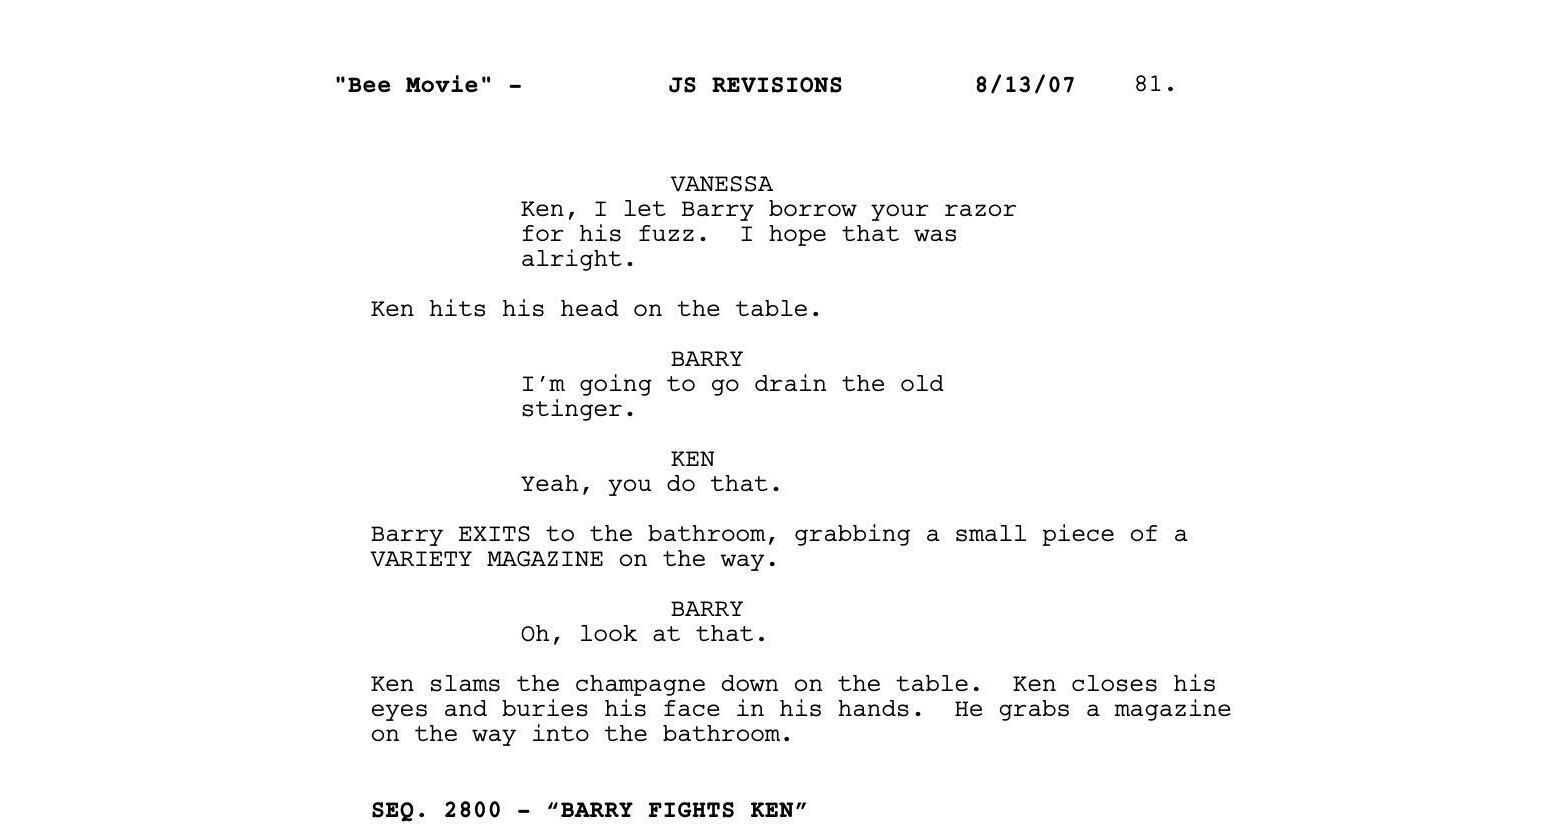 "Bee Movie" - JS REVISIONS 8/13/07 81.
VANESSA
Ken, I let Barry borrow your razor
for his fuzz.  I hope that was
alright.
Ken hits his head on the table.
BARRY
I'm going to go drain the old
stinger.
KEN
Yeah, you do that.
Barry EXITS to the bathroom, grabbing a small piece of a
VARIETY MAGAZINE on the way.
BARRY
Oh, look at that.
Ken slams the champagne down on the table.  Ken closes his
eyes and buries his face in his hands.  He grabs a magazine
on the way into the bathroom.
SEQ. 2800 - “BARRY FIGHTS KEN”